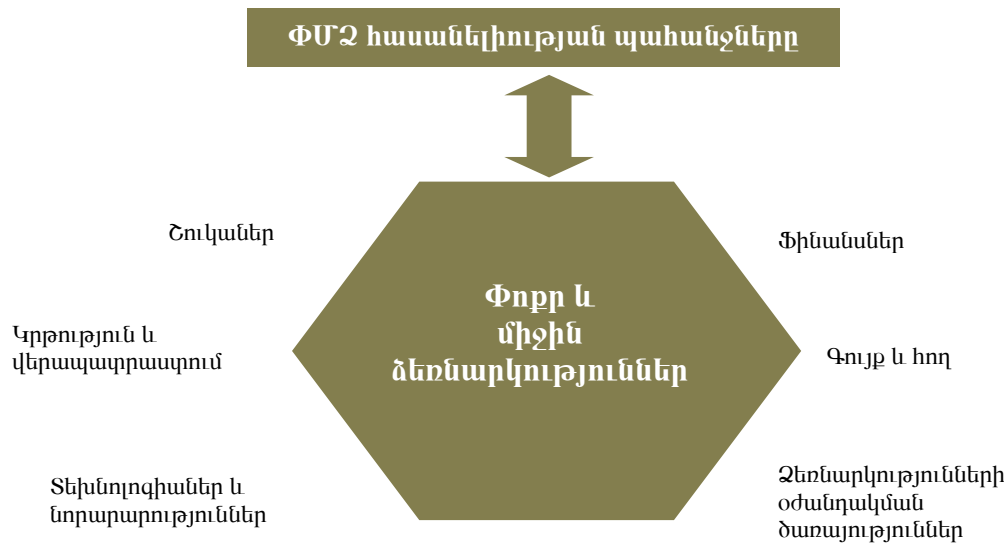 ՓՄՁ հասանելիության պահանջները
Շուկաներ
Ֆինանսներ
Փոքր և
միջին
ձեռնարկություններ
Կրթություն և
վերապատրաստում
Գույք և հող
Տեխնոլոգիաներ և
նորարարություններ
Ձեռնարկությունների
օժանդակման
ծառայություններ